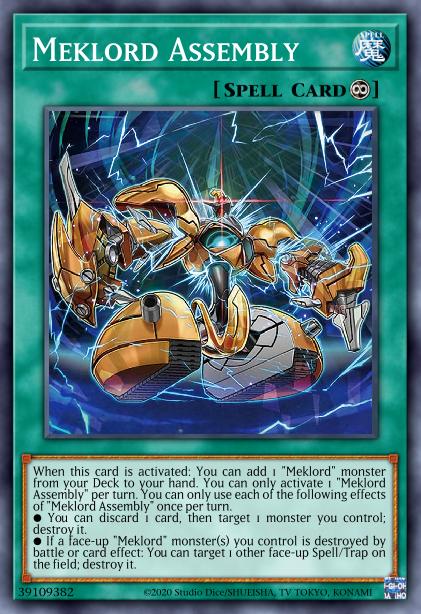 Meklord Assembly
SPELL
魔
[Spell Card]
When this card is activated: You can add 1 "Meklord" monster
from your Deck to your hand. You can only activate 1 "Meklord
Assembly" per turn. You can only use each of the following effects
of "Meklord Assembly" once per turn.
● You can discard 1 card, then target 1 monster you control;
destroy it.
● If a face-up "Meklord" monster(s) you control is destroyed by
battle or card effect: You can target 1 other face-up Spell/Trap on
the field; destroy it.
39109382
©2020 Studio Dice/SHUEISHA, TV TOKYO, KONAMI